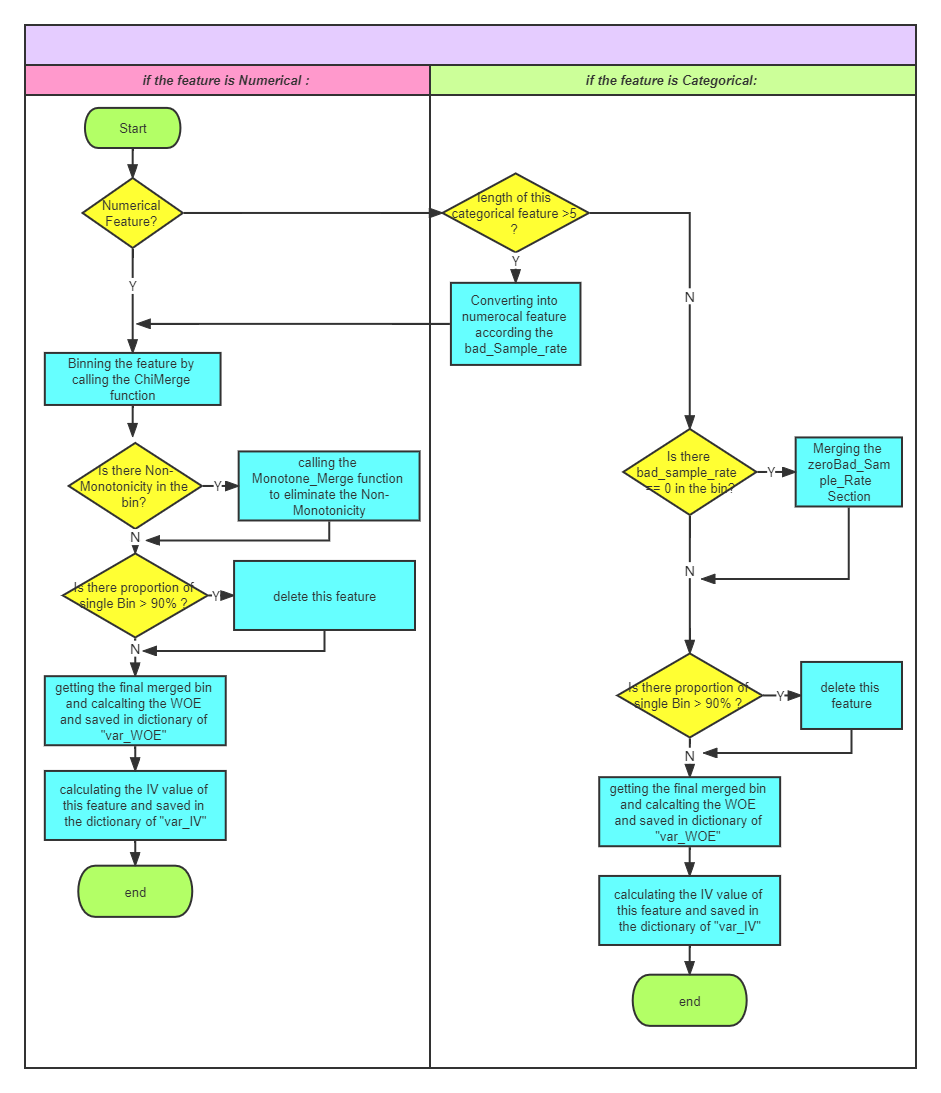 if the feature is Numerical :
if the feature is Categorical:
Start
Numerical
Feature?
length of this
categorical feature >5
?
Y
Y
N
Converting into
numerocal feature
according the
bad_Sample_rate
Binning the feature by
calling the ChiMerge
function
Is there Non-
Monotonicity in the
bin?
Y
calling the
Monotone_Merge function
to eliminate the Non-
Monotonicity
N
Is there proportion of
single Bin > 90% ?
Y
delete this feature
N
getting the final merged bin
and calcalting the WOE
and saved in dictionary of
"var_WOE"
calculating the IV value of
this feature and saved in
the dictionary of "var_IV"
end
Is there
bad_sample_rate
== 0 in the bin?
Y
Merging the
zeroBad_Sam
ple_Rate
Section
N
Is there proportion of
single Bin > 90% ?
Y
delete this
feature
N
getting the final merged bin
and calcalting the WOE
and saved in dictionary of
"var_WOE"
calculating the IV value of
this feature and saved in
the dictionary of "var_IV"
end